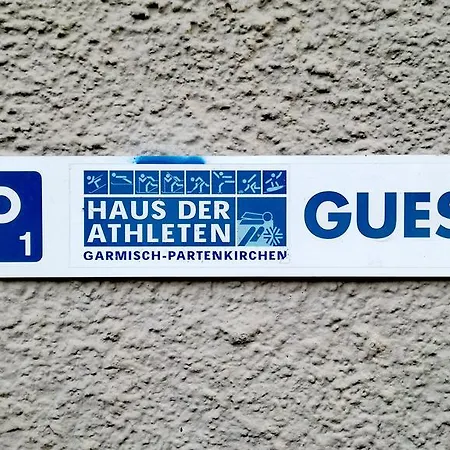 P
1
HAUS DER
ATHLETEN
GARMISCH-PARTENKIRCHEN
GUES